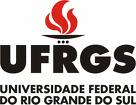 UFRGS
UNIVERSIDADE FEDERAL
DO RIO GRANDE DO SUL